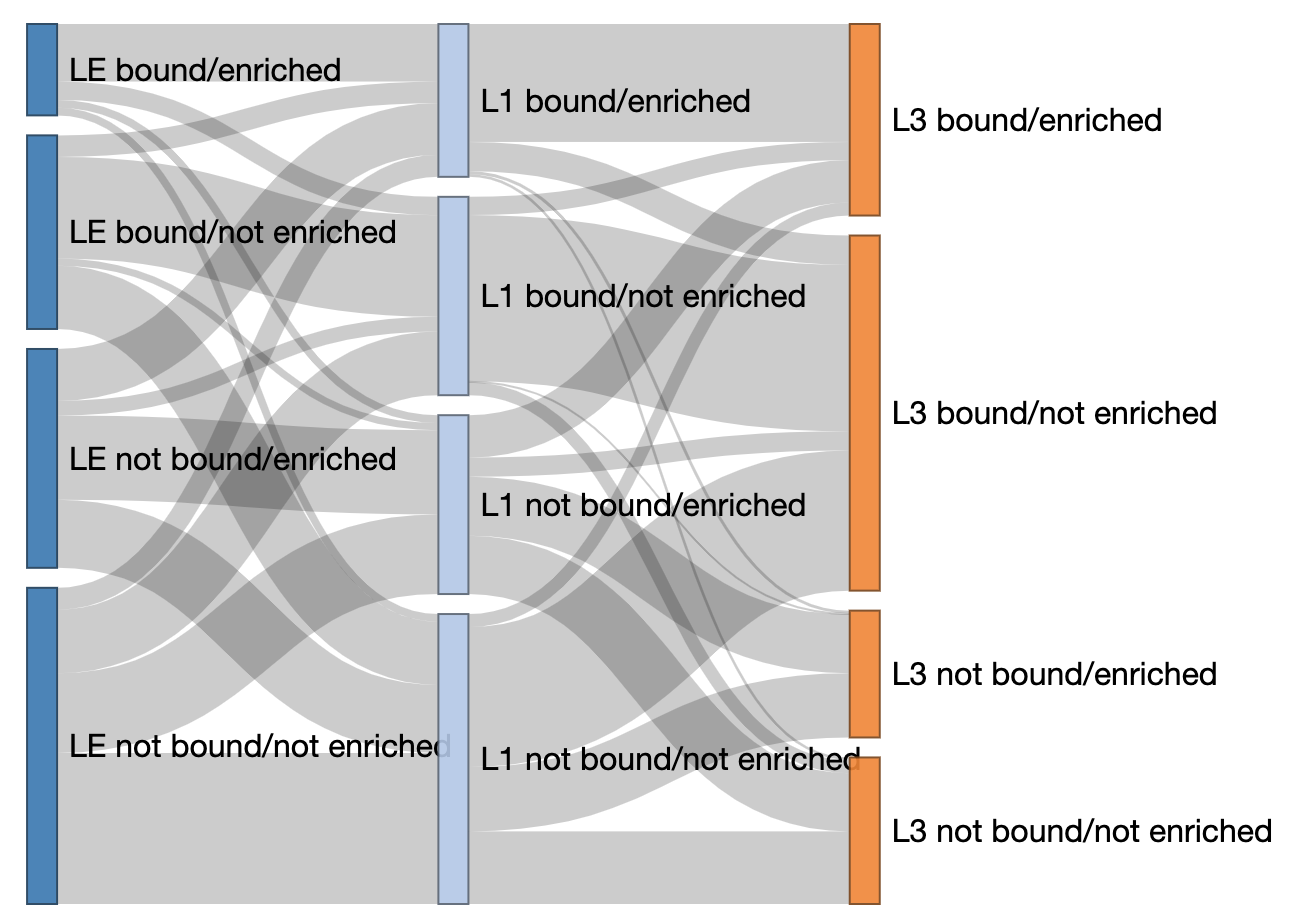 LE bound/enriched
LE bound/not enriched
LE not bound/enriched
LE not bound/not enriched
L1 bound/enriched
L1 bound/not enriched
L1 not bound/enriched
L1 not bound/not enriched
L3 bound/enriched
L3 bound/not enriched
L3 not bound/enriched
L3 not bound/not enriched